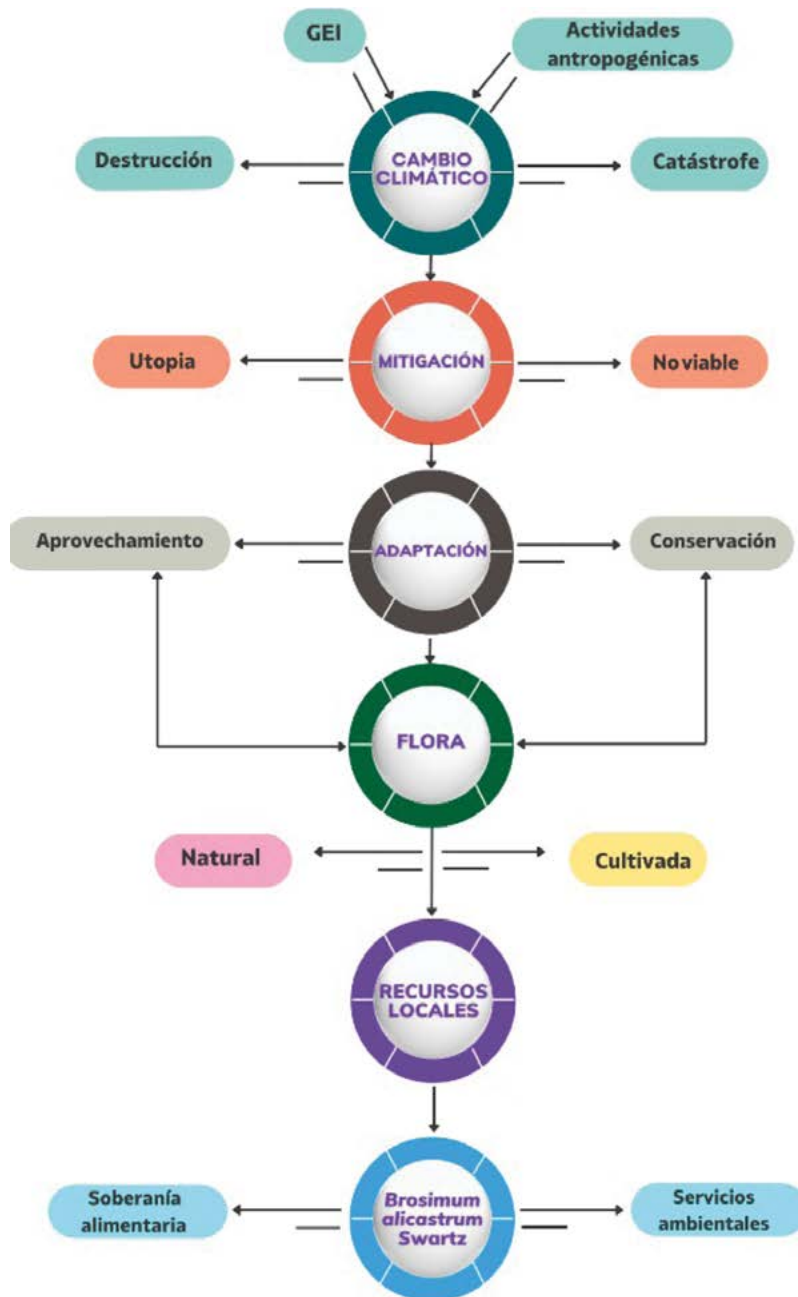 GEI
Actividades
antropogénicas
Destrucción
CAMBIO
CLIMÁTICO
Catástrofe
Utopia
MITIGACIÓN
No viable
Aprovechamiento
ADAPTACIÓN
Conservación
FLORA
Natural
Cultivada
RECURSOS
LOCALES
Soberanía
alimentaria
Brosimum
alicastrum
Swartz
Servicios
ambientales